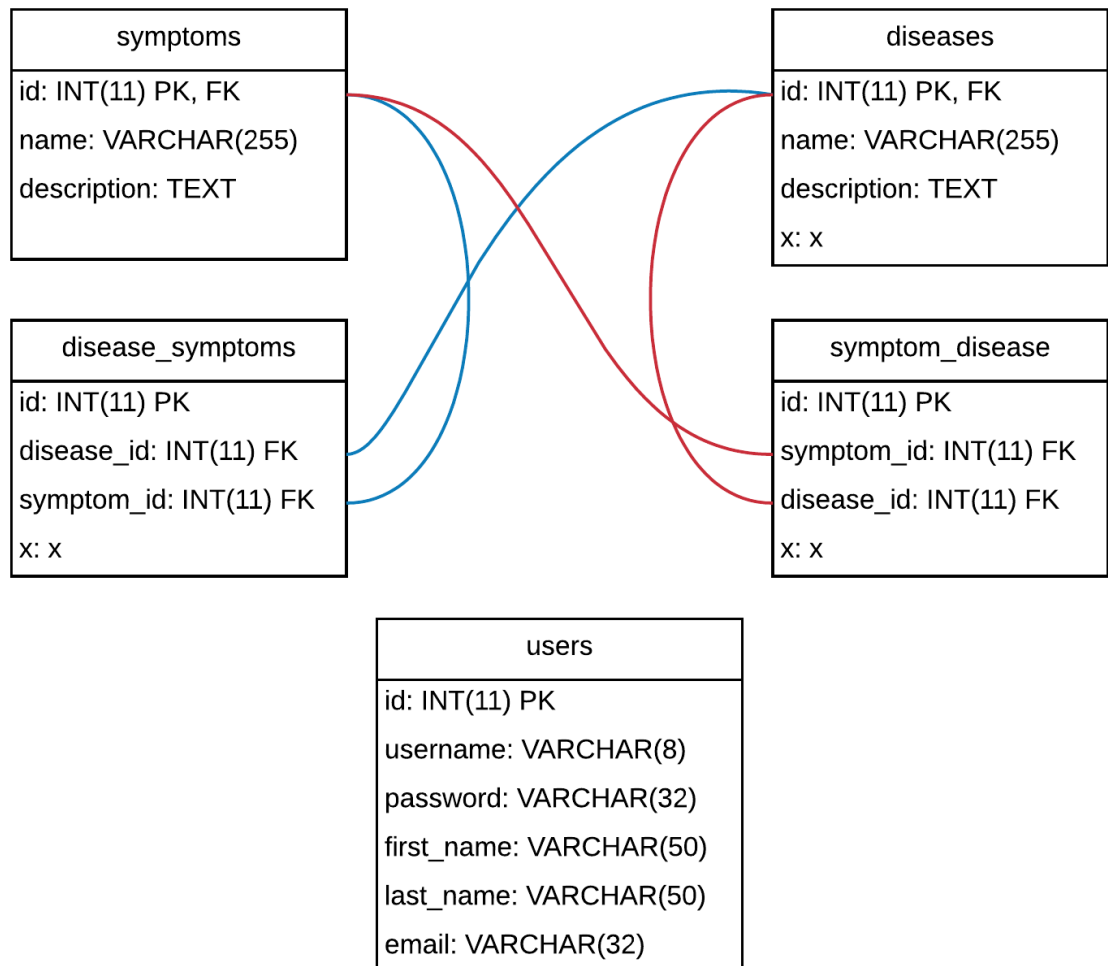 symptoms
id: INT(11) PK, FK
name: VARCHAR(255)
description: TEXT
diseases
id: INT(11) PK, FK
name: VARCHAR(255)
description: TEXT
x: x
disease_symptoms
id: INT(11) PK
disease_id: INT(11) FK
symptom_id: INT(11) FK
x: x
symptom_disease
id: INT(11) PK
symptom_id: INT(11) FK
disease_id: INT(11) FK
x: x
users
id: INT(11) PK
username: VARCHAR(8)
password: VARCHAR(32)
first_name: VARCHAR(50)
last_name: VARCHAR(50)
email: VARCHAR(32)